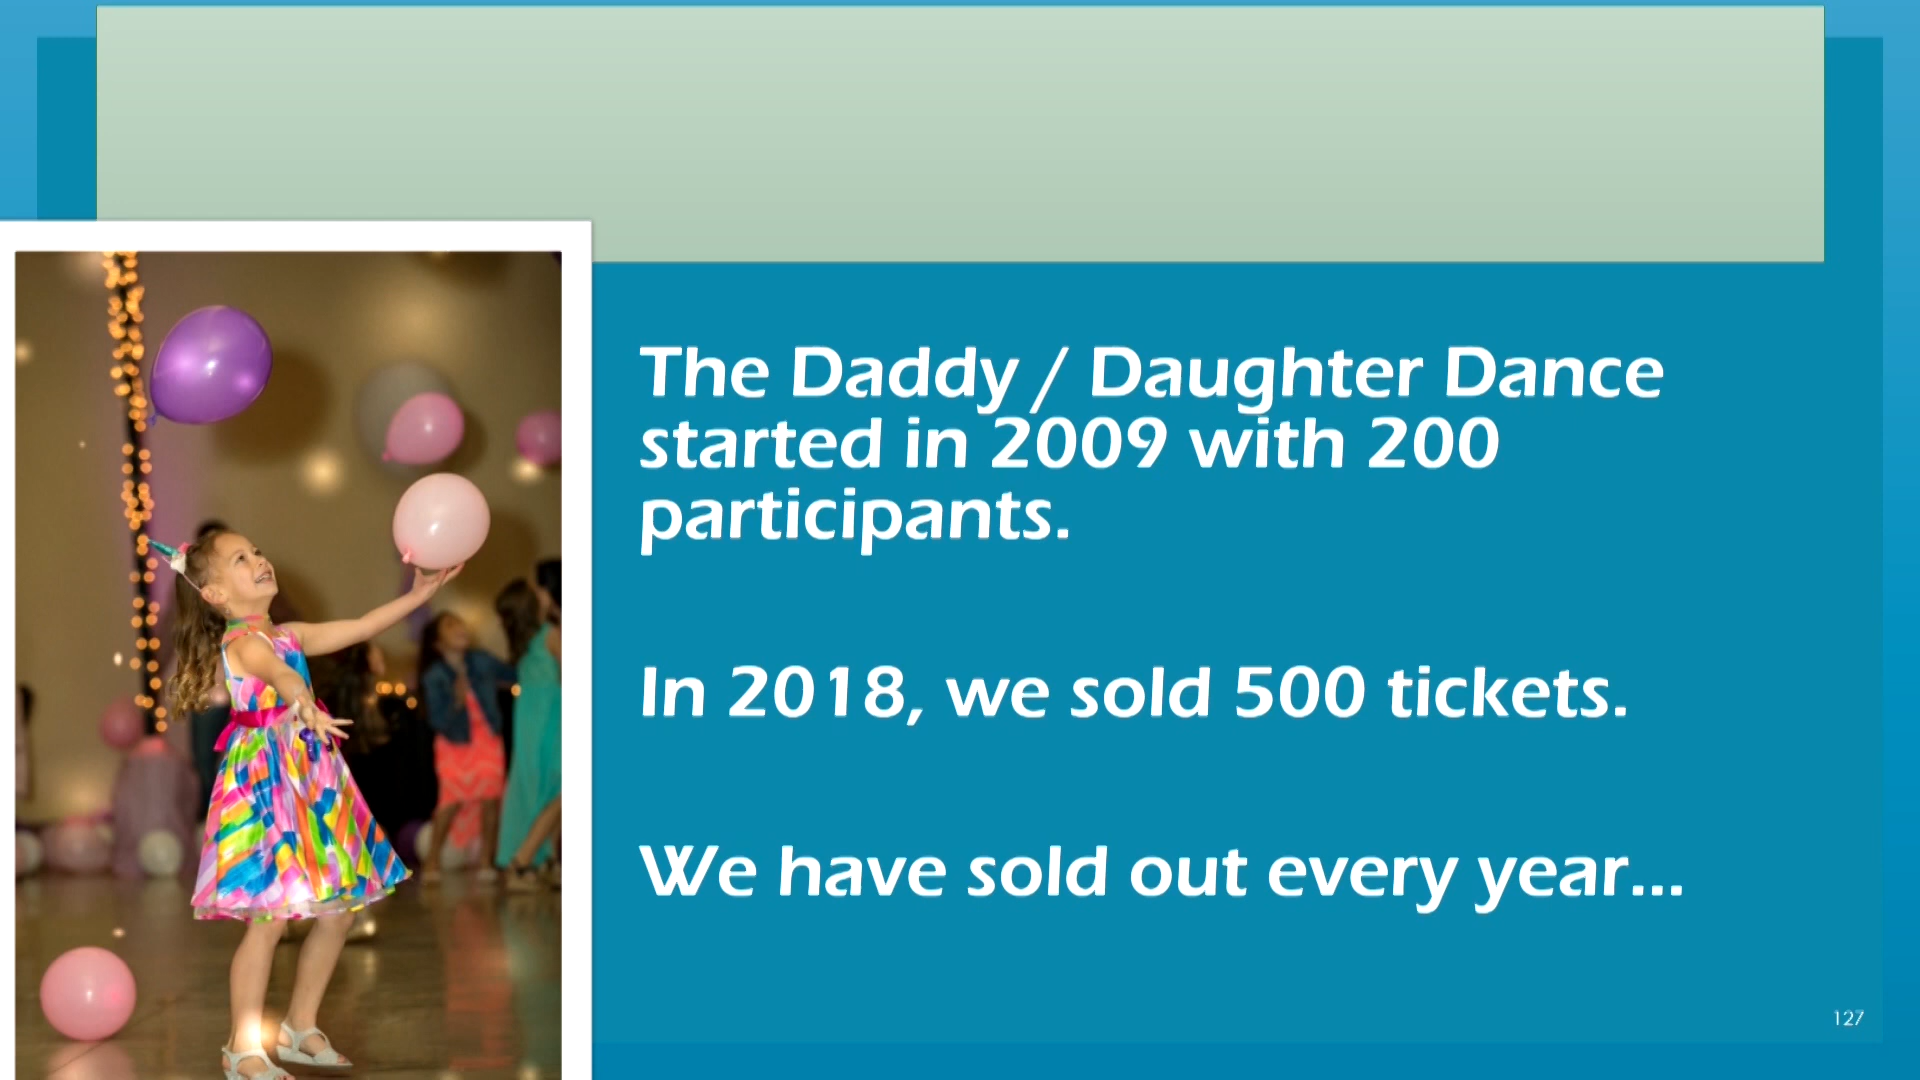 The Daddy / Daughter Dance
started in 2009 with 200
participants.
In 2018, we sold 500 tickets.
We have sold out every year...
127